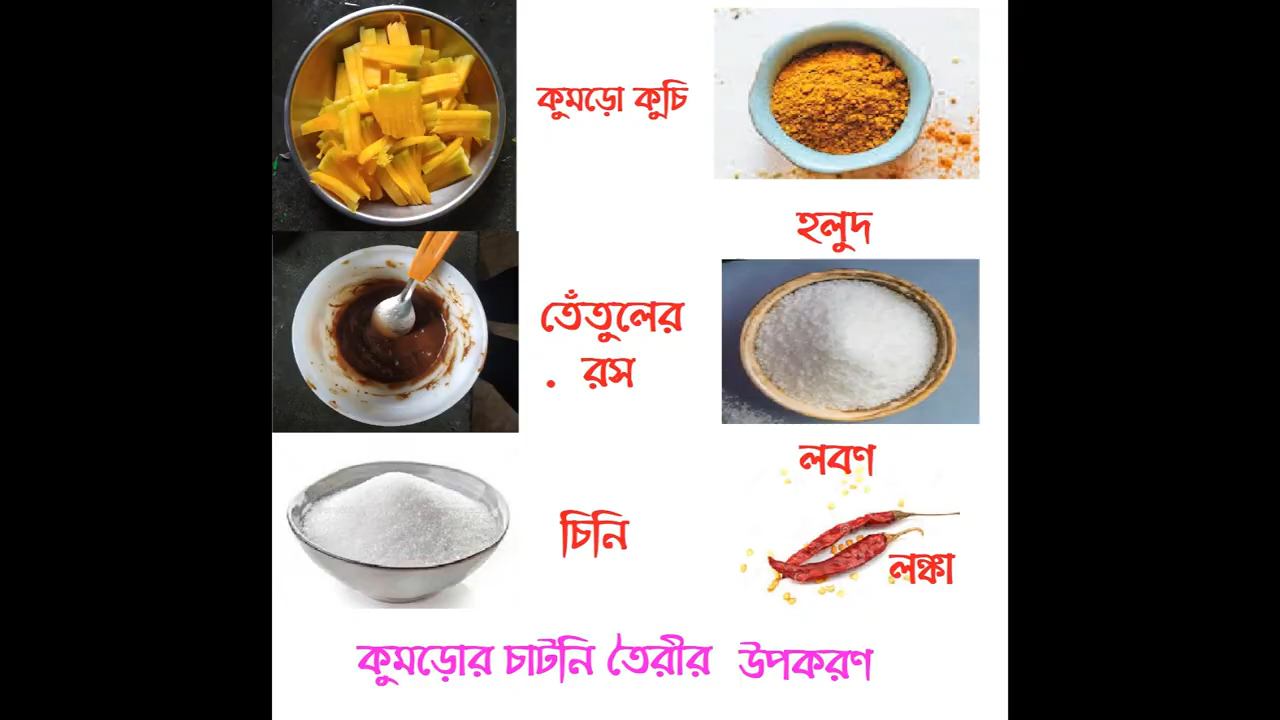 কুমড়ো কুচি
হলুদ
তেঁতুলের
. রস
লবণ
চিনি
লঙ্কা
কুমড়োর চাটনি তৈরীর উপকরণ